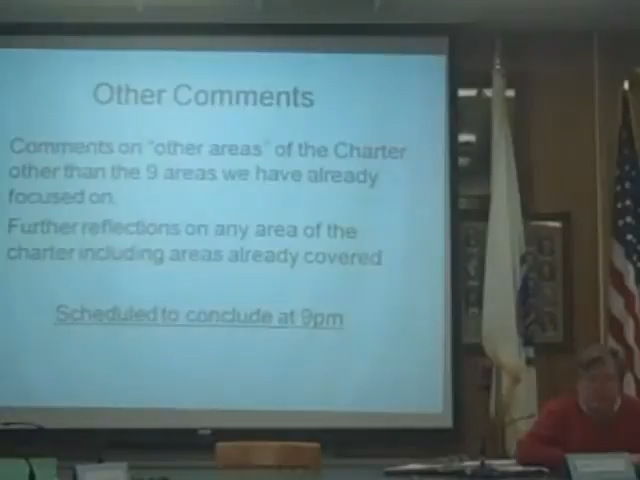 Other Comments
Comments on "other areas" of the Charter
other than the 9 areas we have already
focused on.
Further reflections on any area of the
charter including areas already covered
Scheduled to conclude at 9pm